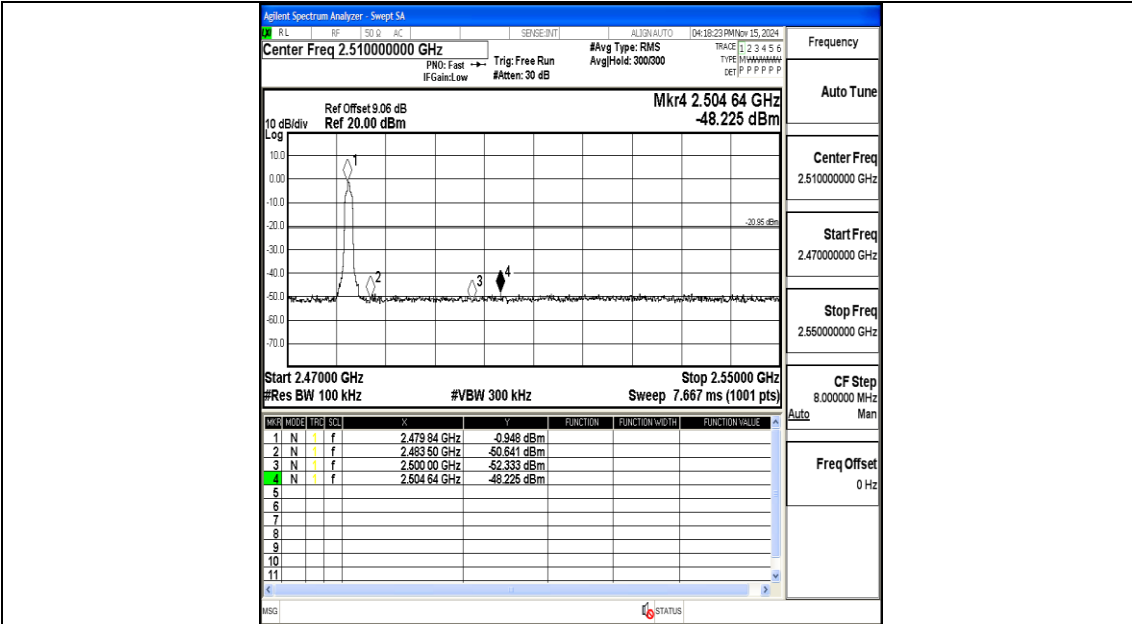 Agilent Spectrum Analyzer - Swept SA
RL RF 50 Ω AC SENSE:INT ALIGN AUTO 04:18:23 PM Nov 15, 2024
Center Freq 2.510000000 GHz
PNO: Fast
IFGain:Low
Trig: Free Run
#Atten: 30 dB
#Avg Type: RMS
Avg|Hold: 300/300
TRACE 1 2 3 4 5 6
TYPE
DET P P P P P P
Frequency
Auto Tune
Center Freq
2.510000000 GHz
Start Freq
2.470000000 GHz
Stop Freq
2.550000000 GHz
CF Step
8.000000 MHz
Auto Man
Freq Offset
0 Hz
Mkr4 2.504 64 GHz
-48.225 dBm
Ref Offset 9.06 dB
10 dB/div Ref 20.00 dBm
Log
10.0
0.00
-10.0
-20.0
-30.0
-40.0
-50.0
-60.0
-70.0
1
2
3
4
-20.95 dBm
Start 2.47000 GHz Stop 2.55000 GHz
#Res BW 100 kHz #VBW 300 kHz Sweep 7.667 ms (1001 pts)
MKR MODE TRC SCL X Y FUNCTION FUNCTION WIDTH FUNCTION VALUE
1 N 1 f 2.479 84 GHz -0.948 dBm
2 N 1 f 2.483 50 GHz -50.641 dBm
3 N 1 f 2.500 00 GHz -52.333 dBm
4 N 1 f 2.504 64 GHz -48.225 dBm
5
6
7
8
9
10
11
MSG STATUS